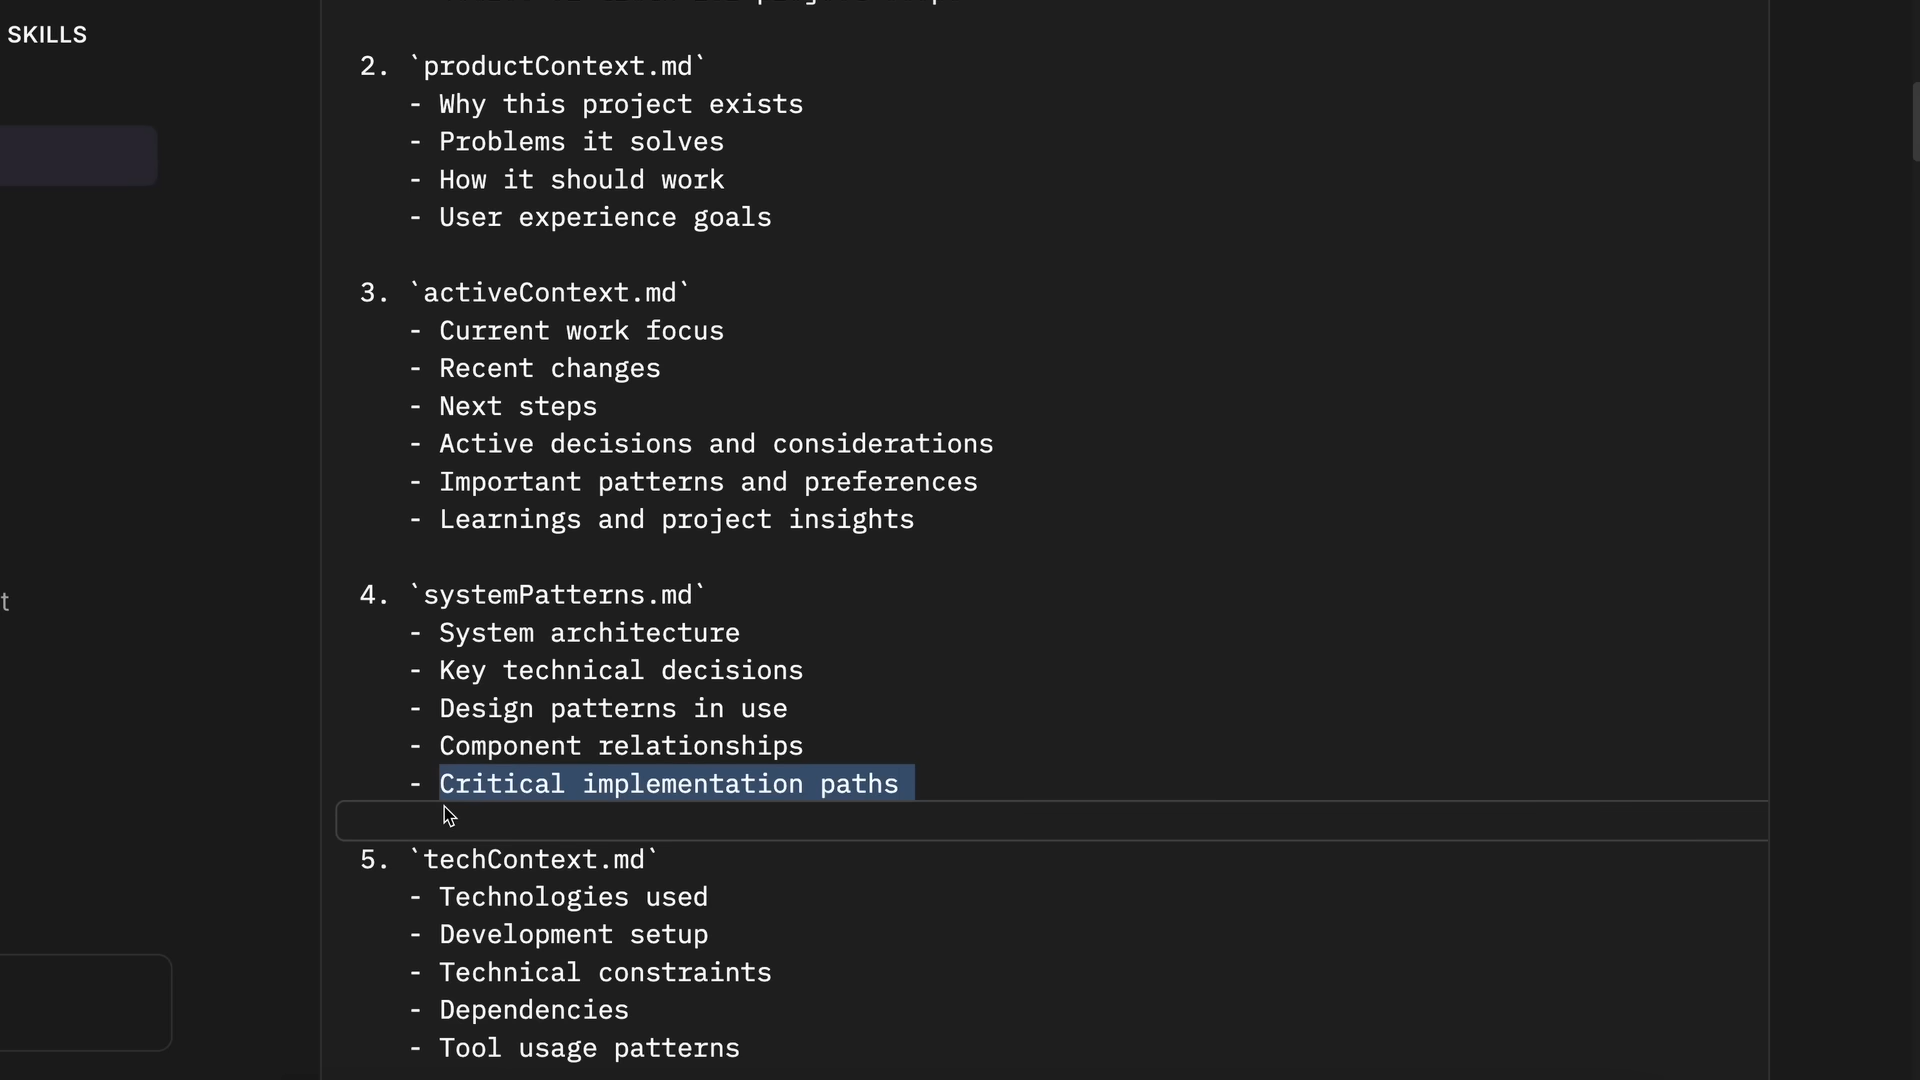 SKILLS
2. `productContext.md`
- Why this project exists
- Problems it solves
- How it should work
- User experience goals
3. `activeContext.md`
- Current work focus
- Recent changes
- Next steps
- Active decisions and considerations
- Important patterns and preferences
- Learnings and project insights
t
4. `systemPatterns.md`
- System architecture
- Key technical decisions
- Design patterns in use
- Component relationships
- Critical implementation paths
5. `techContext.md`
- Technologies used
- Development setup
- Technical constraints
- Dependencies
- Tool usage patterns